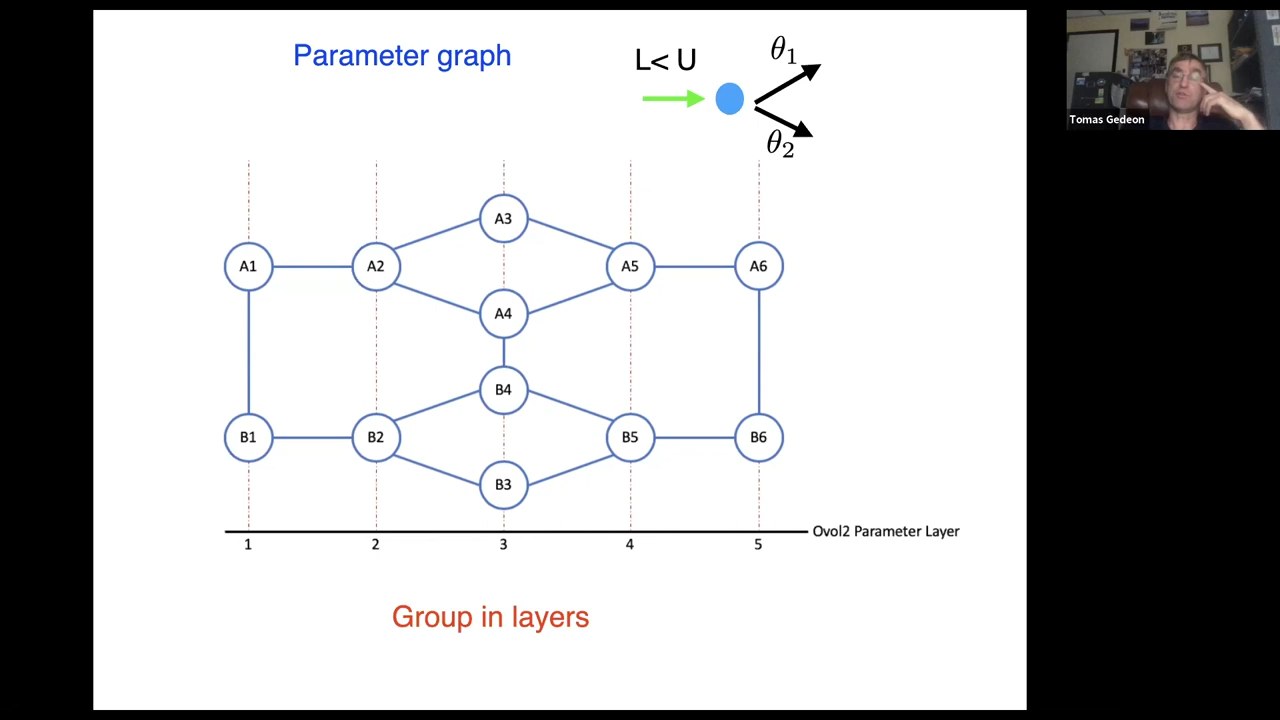 Parameter graph
L< U
θ1
θ2
Tomas Gedeon
A3
A1
A2
A5
A6
A4
B4
B1
B2
B5
B6
B3
Ovol2 Parameter Layer
1 2 3 4 5
Group in layers